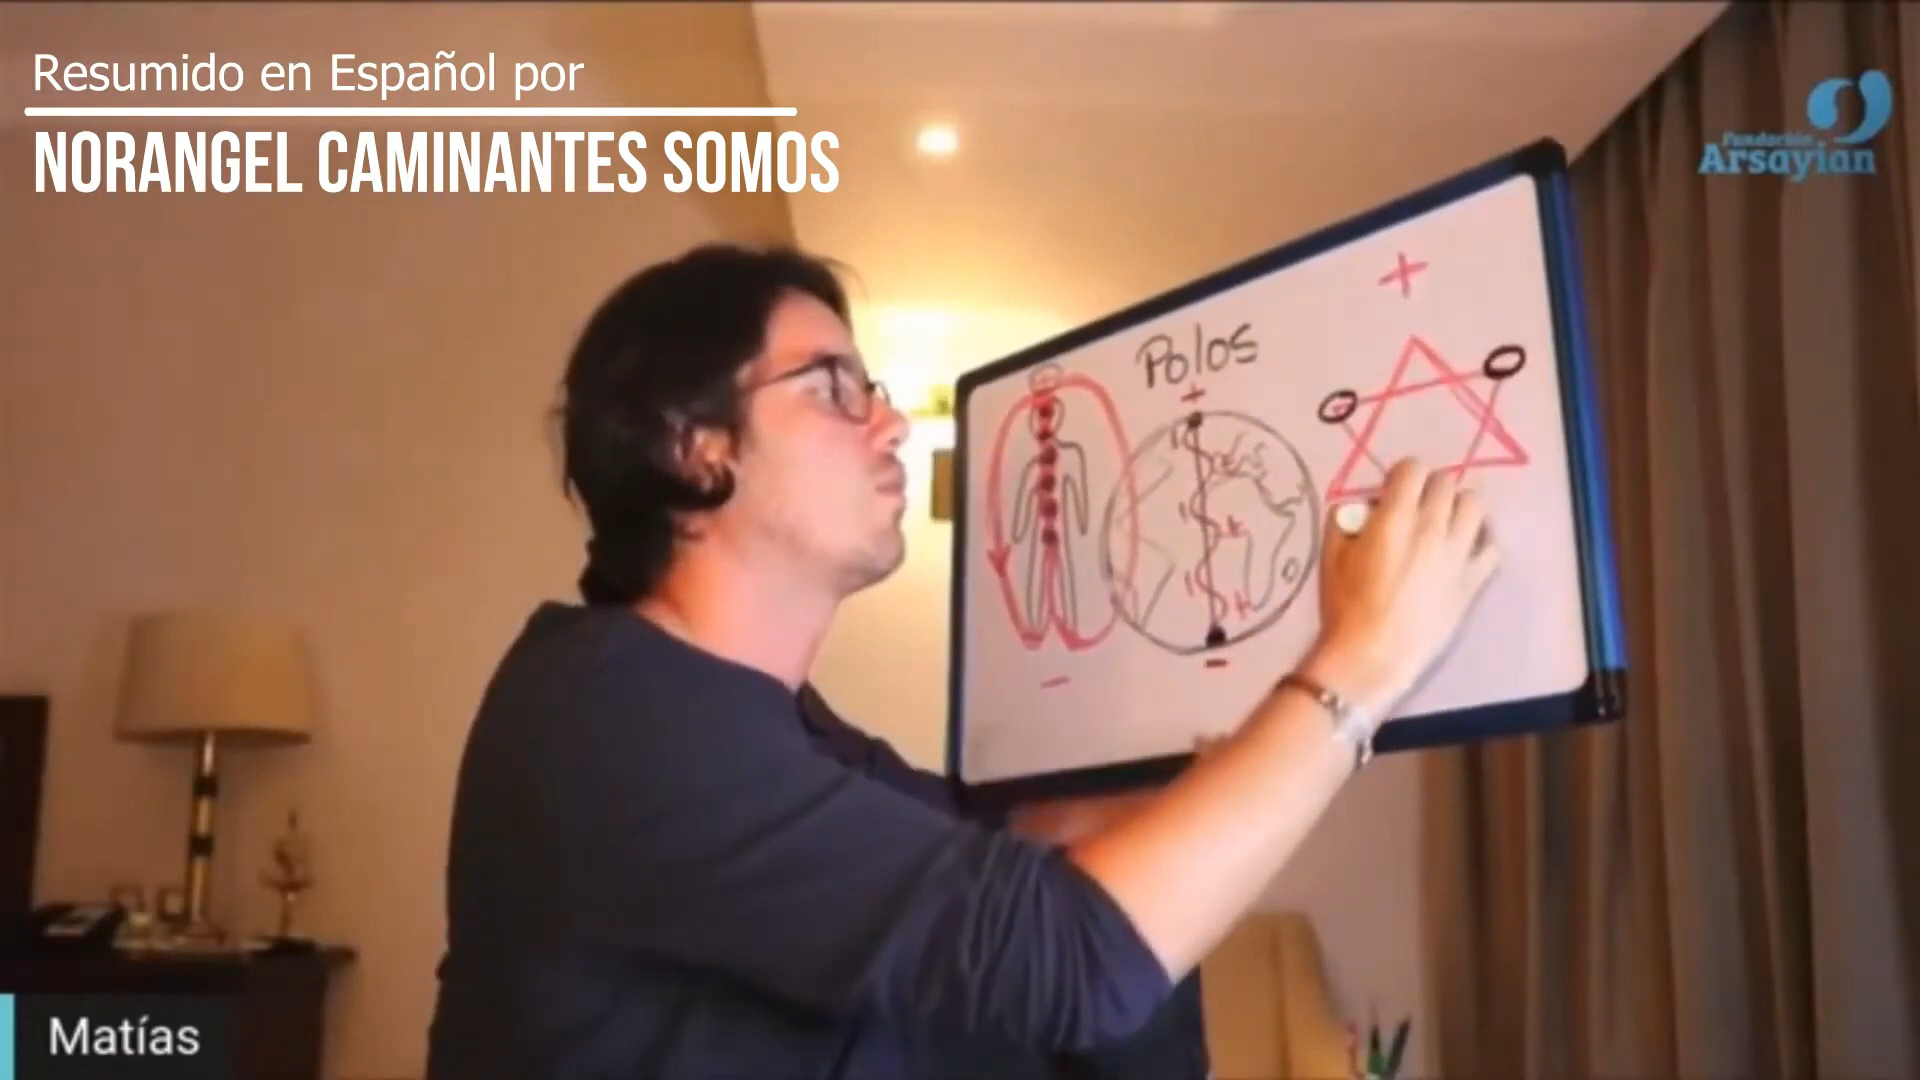 Resumido en Español por
NORANGEL CAMINANTES SOMOS
Fundación
Arsayian
Polos
+
+
-
-
Matías